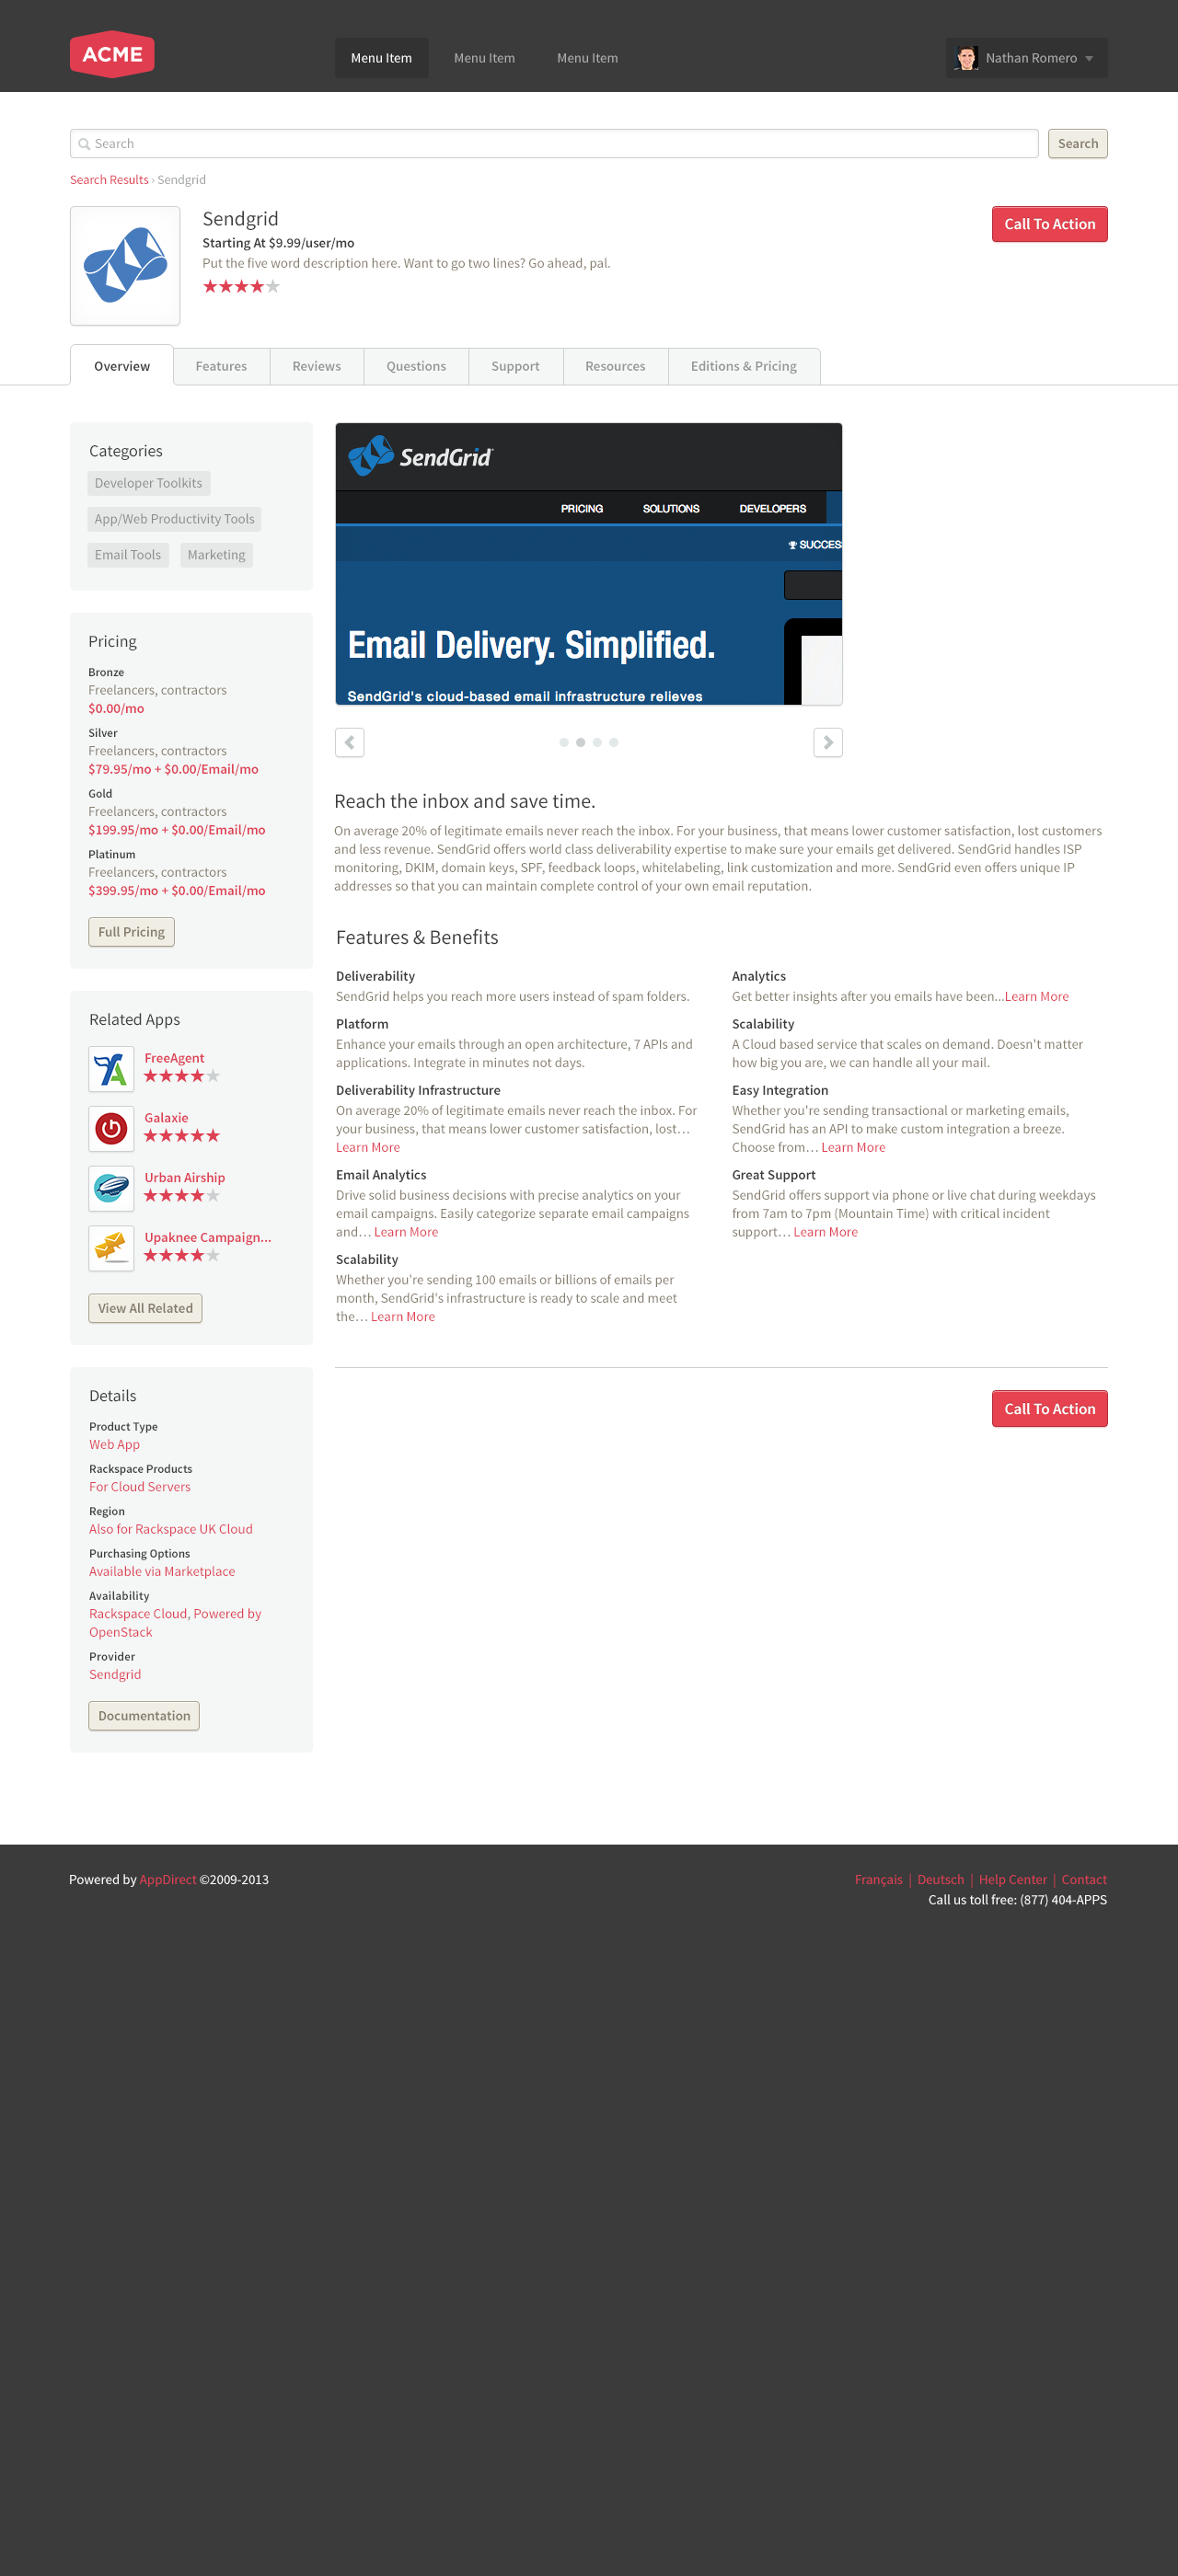 ACME
Menu Item
Menu Item
Menu Item
Nathan Romero
Search
Search
Search Results › Sendgrid
Sendgrid
Starting At $9.99/user/mo
Put the five word description here. Want to go two lines? Go ahead, pal.
Call To Action
Overview
Features
Reviews
Questions
Support
Resources
Editions & Pricing
Categories
Developer Toolkits
App/Web Productivity Tools
Email Tools
Marketing
Pricing
Bronze
Freelancers, contractors
$0.00/mo
Silver
Freelancers, contractors
$79.95/mo + $0.00/Email/mo
Gold
Freelancers, contractors
$199.95/mo + $0.00/Email/mo
Platinum
Freelancers, contractors
$399.95/mo + $0.00/Email/mo
Full Pricing
Related Apps
FreeAgent
Galaxie
Urban Airship
Upaknee Campaign...
View All Related
Details
Product Type
Web App
Rackspace Products
For Cloud Servers
Region
Also for Rackspace UK Cloud
Purchasing Options
Available via Marketplace
Availability
Rackspace Cloud, Powered by
OpenStack
Provider
Sendgrid
Documentation
SendGrid
PRICING
SOLUTIONS
DEVELOPERS
SUCCES
Email Delivery. Simplified.
SendGrid's cloud-based email infrastructure relieves
Reach the inbox and save time.
On average 20% of legitimate emails never reach the inbox. For your business, that means lower customer satisfaction, lost customers
and less revenue. SendGrid offers world class deliverability expertise to make sure your emails get delivered. SendGrid handles ISP
monitoring, DKIM, domain keys, SPF, feedback loops, whitelabeling, link customization and more. SendGrid even offers unique IP
addresses so that you can maintain complete control of your own email reputation.
Features & Benefits
Deliverability
SendGrid helps you reach more users instead of spam folders.
Platform
Enhance your emails through an open architecture, 7 APIs and
applications. Integrate in minutes not days.
Deliverability Infrastructure
On average 20% of legitimate emails never reach the inbox. For
your business, that means lower customer satisfaction, lost…
Learn More
Email Analytics
Drive solid business decisions with precise analytics on your
email campaigns. Easily categorize separate email campaigns
and… Learn More
Scalability
Whether you're sending 100 emails or billions of emails per
month, SendGrid's infrastructure is ready to scale and meet
the… Learn More
Analytics
Get better insights after you emails have been...Learn More
Scalability
A Cloud based service that scales on demand. Doesn't matter
how big you are, we can handle all your mail.
Easy Integration
Whether you're sending transactional or marketing emails,
SendGrid has an API to make custom integration a breeze.
Choose from… Learn More
Great Support
SendGrid offers support via phone or live chat during weekdays
from 7am to 7pm (Mountain Time) with critical incident
support… Learn More
Call To Action
Powered by AppDirect ©2009-2013
Français | Deutsch | Help Center | Contact
Call us toll free: (877) 404-APPS